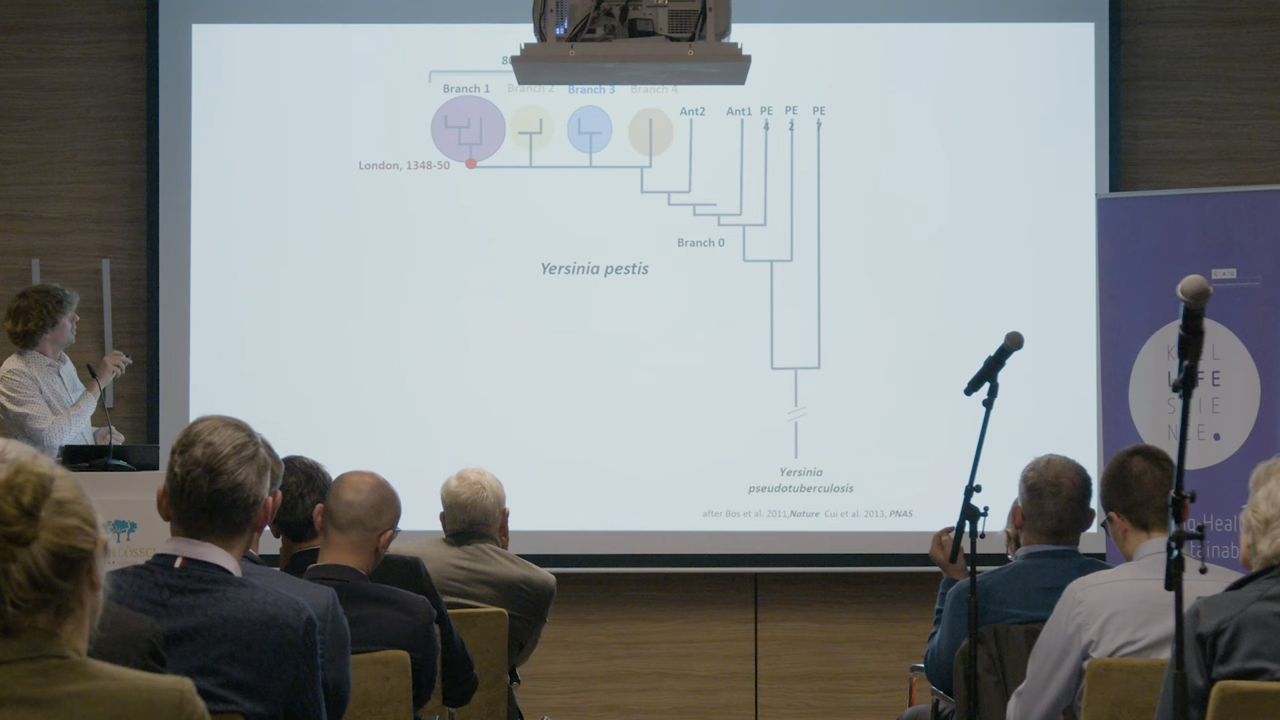 Branch 1 Branch 2 Branch 3 Branch 4
Ant2 Ant1 PE 4 PE 2 PE 7
London, 1348-50
Branch 0
Yersinia pestis
Yersinia
pseudotuberculosis
after Bos et al. 2011,Nature Cui et al. 2013, PNAS